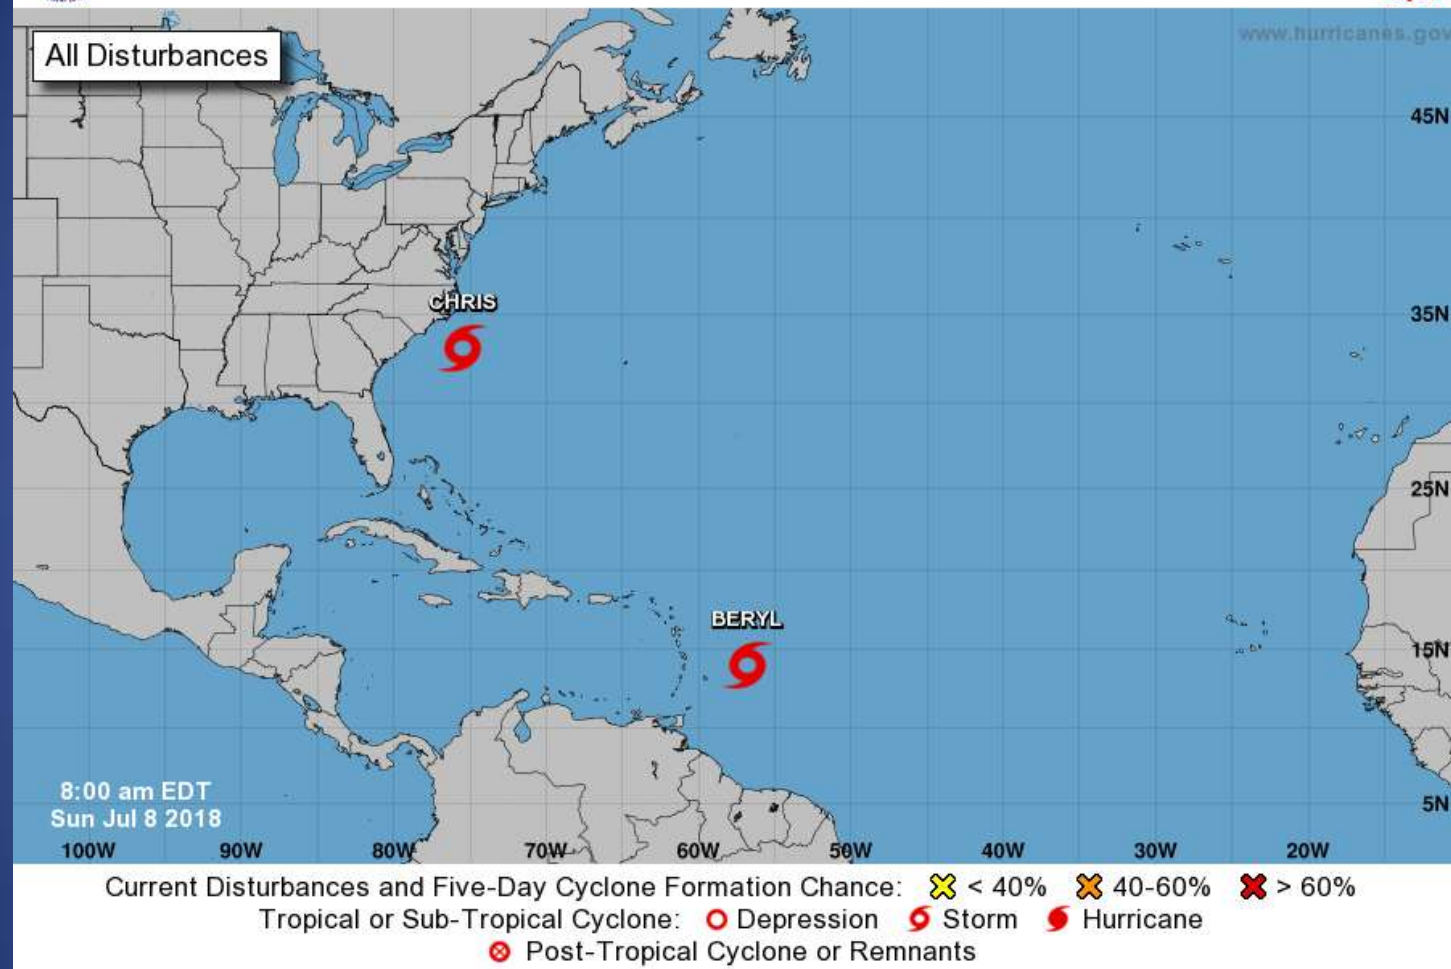 All Disturbances
www.hurricanes.gov
45N
CHRIS
35N
25N
BERYL
15N
8:00 am EDT
Sun Jul 8 2018
5N
100W 90W 80W 70W 60W 50W 40W 30W 20W
Current Disturbances and Five-Day Cyclone Formation Chance: < 40% 40-60% > 60%
Tropical or Sub-Tropical Cyclone: Depression Storm Hurricane
Post-Tropical Cyclone or Remnants